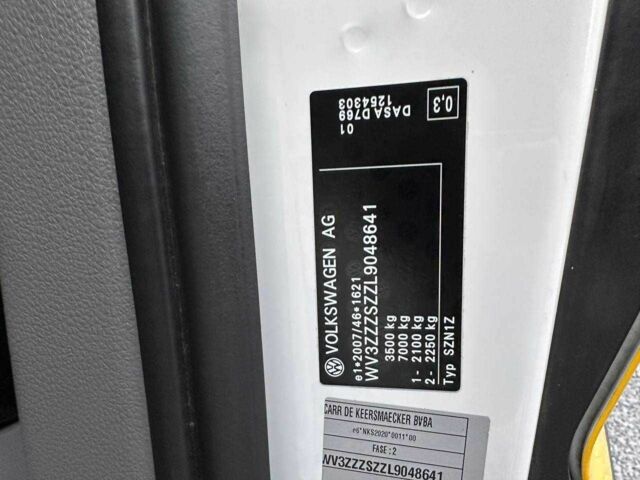 VOLKSWAGEN AG
e1*2007/46*1621
WV3ZZZSZZL9048641
3500 kg
7000 kg
1- 2100 kg
2- 2250 kg
Typ SZN1Z
01
DASA D769
1254303
0,3
CARR DE KEERSMAECKER BVBA
e6*NKS2020*0011*00
FASE : 2
WV3ZZZSZZL9048641